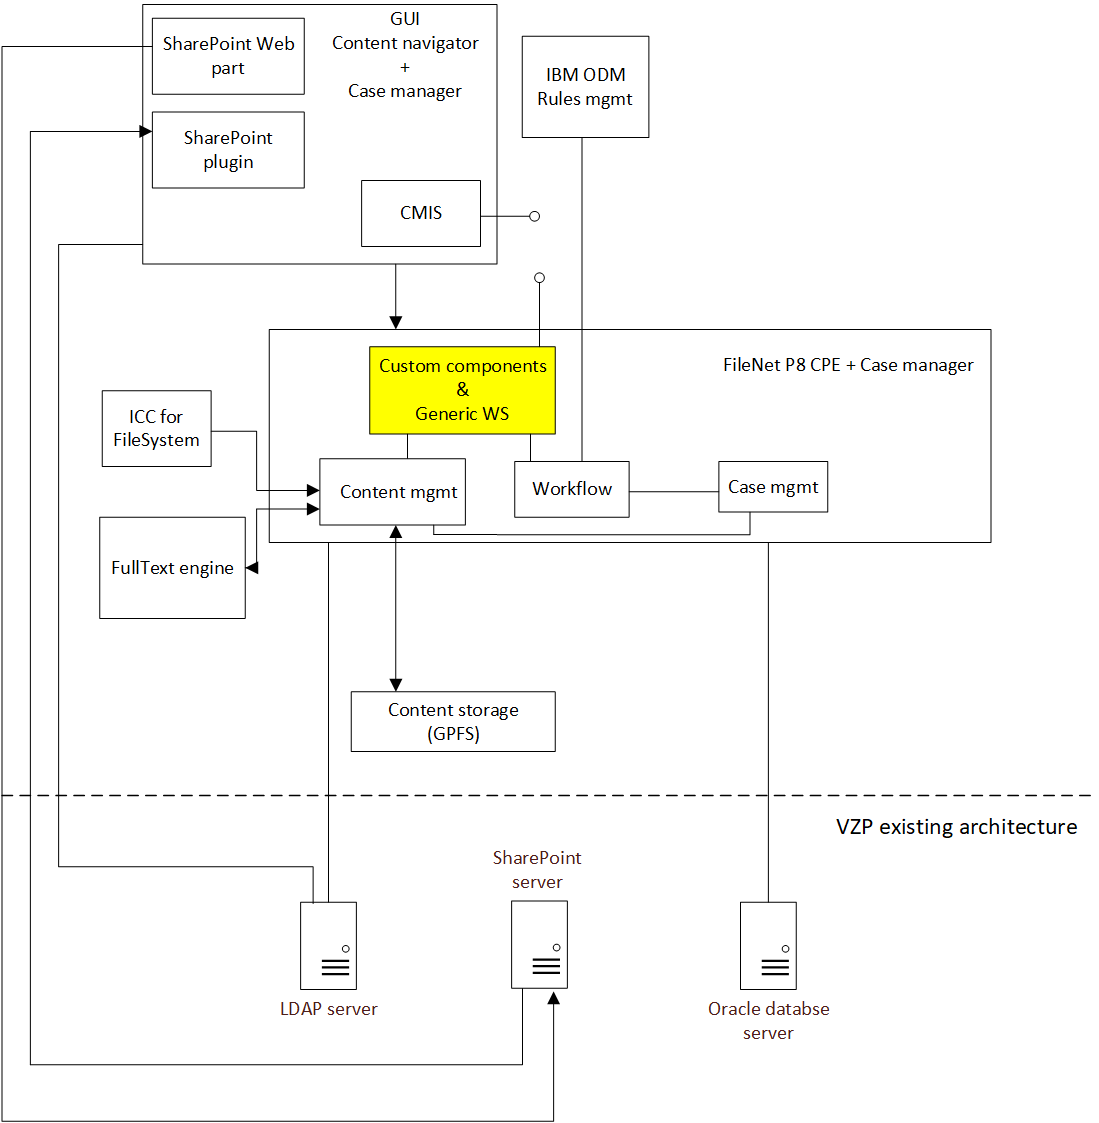 GUI
Content navigator
+
Case manager
SharePoint Web
part
SharePoint
plugin
CMIS
IBM ODM
Rules mgmt
FileNet P8 CPE + Case manager
Custom components
&
Generic WS
ICC for
FileSystem
Content mgmt
Workflow
Case mgmt
FullText engine
Content storage
(GPFS)
VZP existing architecture
SharePoint
server
LDAP server
Oracle databse
server